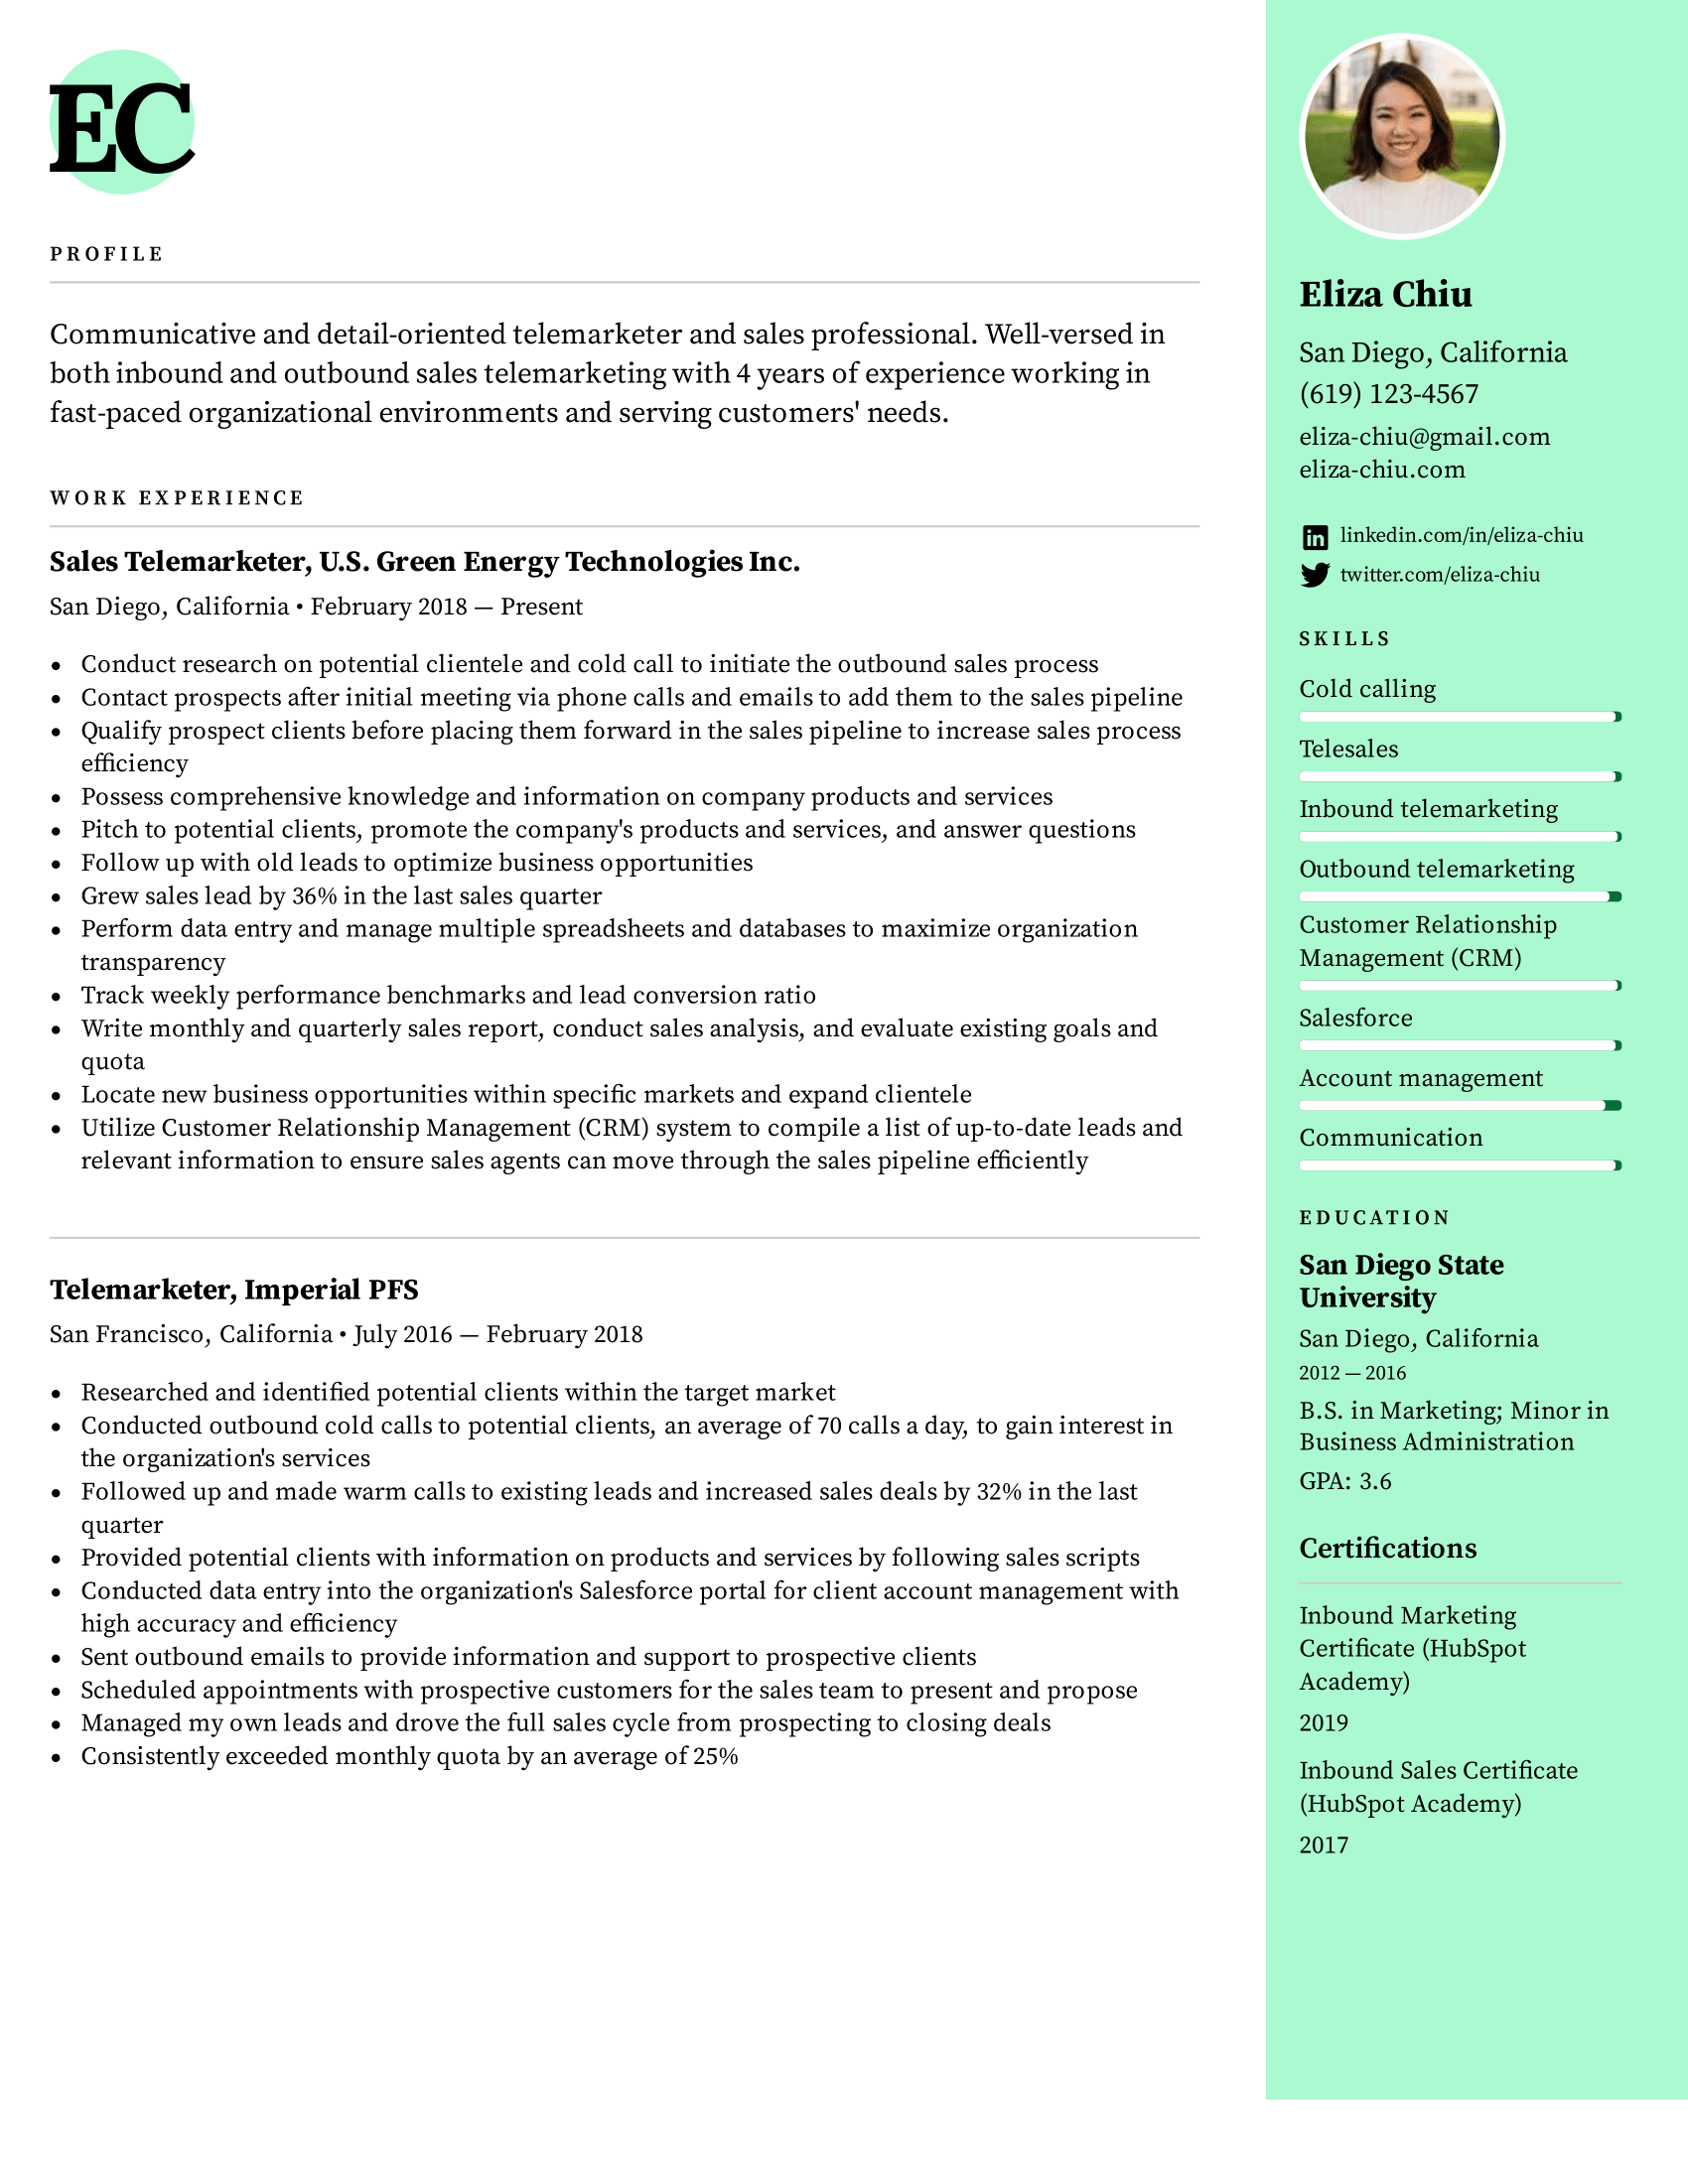 EC
PROFILE
Communicative and detail-oriented telemarketer and sales professional. Well-versed in
both inbound and outbound sales telemarketing with 4 years of experience working in
fast-paced organizational environments and serving customers' needs.
WORK EXPERIENCE
Sales Telemarketer, U.S. Green Energy Technologies Inc.
San Diego, California • February 2018 — Present
• Conduct research on potential clientele and cold call to initiate the outbound sales process
• Contact prospects after initial meeting via phone calls and emails to add them to the sales pipeline
• Qualify prospect clients before placing them forward in the sales pipeline to increase sales process
efficiency
• Possess comprehensive knowledge and information on company products and services
• Pitch to potential clients, promote the company's products and services, and answer questions
• Follow up with old leads to optimize business opportunities
• Grew sales lead by 36% in the last sales quarter
• Perform data entry and manage multiple spreadsheets and databases to maximize organization
transparency
• Track weekly performance benchmarks and lead conversion ratio
• Write monthly and quarterly sales report, conduct sales analysis, and evaluate existing goals and
quota
• Locate new business opportunities within specific markets and expand clientele
• Utilize Customer Relationship Management (CRM) system to compile a list of up-to-date leads and
relevant information to ensure sales agents can move through the sales pipeline efficiently
Telemarketer, Imperial PFS
San Francisco, California • July 2016 — February 2018
• Researched and identified potential clients within the target market
• Conducted outbound cold calls to potential clients, an average of 70 calls a day, to gain interest in
the organization's services
• Followed up and made warm calls to existing leads and increased sales deals by 32% in the last
quarter
• Provided potential clients with information on products and services by following sales scripts
• Conducted data entry into the organization's Salesforce portal for client account management with
high accuracy and efficiency
• Sent outbound emails to provide information and support to prospective clients
• Scheduled appointments with prospective customers for the sales team to present and propose
• Managed my own leads and drove the full sales cycle from prospecting to closing deals
• Consistently exceeded monthly quota by an average of 25%
Eliza Chiu
San Diego, California
(619) 123-4567
eliza-chiu@gmail.com
eliza-chiu.com
linkedin.com/in/eliza-chiu
twitter.com/eliza-chiu
SKILLS
Cold calling
Telesales
Inbound telemarketing
Outbound telemarketing
Customer Relationship
Management (CRM)
Salesforce
Account management
Communication
EDUCATION
San Diego State
University
San Diego, California
2012 — 2016
B.S. in Marketing; Minor in
Business Administration
GPA: 3.6
Certifications
Inbound Marketing
Certificate (HubSpot
Academy)
2019
Inbound Sales Certificate
(HubSpot Academy)
2017